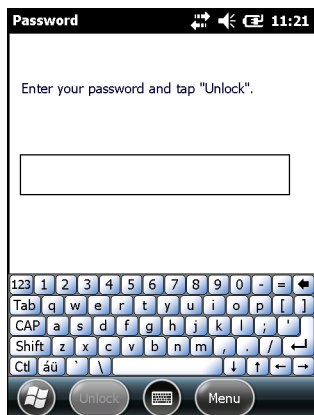 Password 11:21
Enter your password and tap "Unlock".
123 1 2 3 4 5 6 7 8 9 0 - =
Tab q w e r t y u i o p [ ]
CAP a s d f g h j k l ; '
Shift z x c v b n m , . /
Ctl áü ` \
Unlock Menu